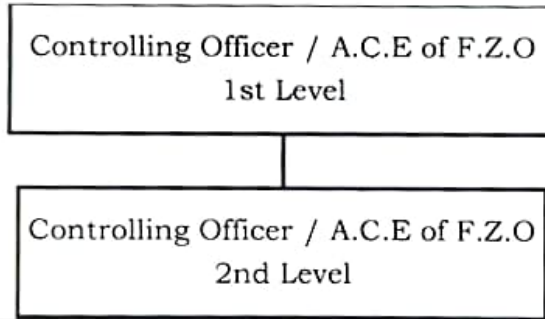 Controlling Officer / A.C.E of F.Z.O
1st Level
Controlling Officer / A.C.E of F.Z.O
2nd Level